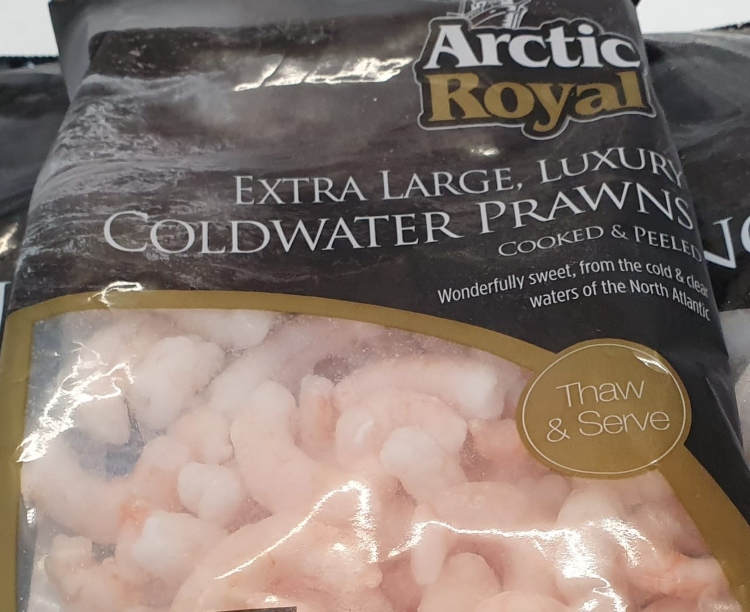 Arctic
Royal
EXTRA LARGE, LUXURY
COLDWATER PRAWNS
COOKED & PEELED
Wonderfully sweet, from the cold & clear
waters of the North Atlantic
Thaw
& Serve